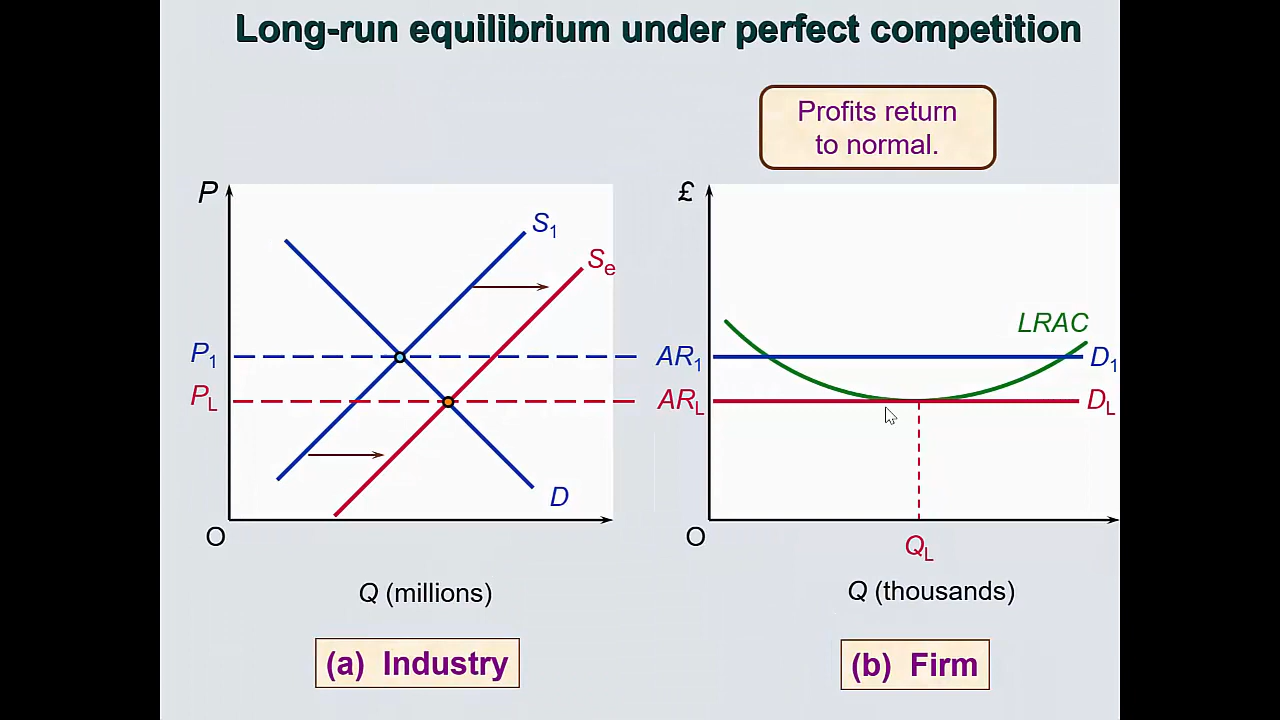 Long-run equilibrium under perfect competition
Profits return
to normal.
P
S1
Se
P1
PL
D
O
Q (millions)
(a) Industry
£
LRAC
AR1
D1
ARL
DL
O
QL
Q (thousands)
(b) Firm